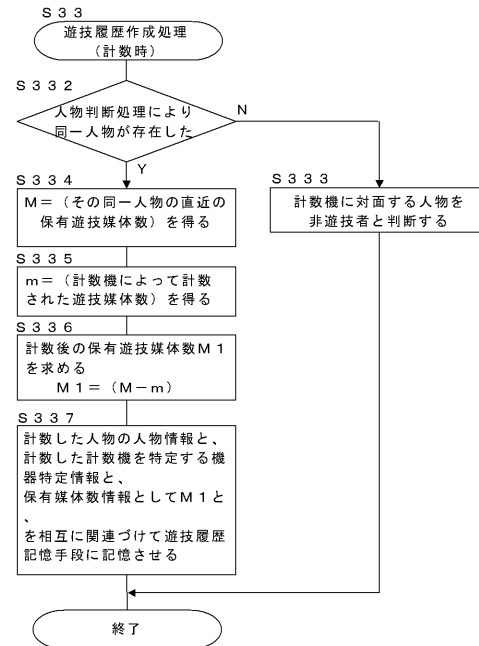 Ｓ３３
遊技履歴作成処理
（計数時）
Ｓ３３２
人物判断処理により
同一人物が存在した
Ｎ
Ｙ
Ｓ３３４
Ｍ＝（その同一人物の直近の
保有遊技媒体数）を得る
Ｓ３３３
計数機に対面する人物を
非遊技者と判断する
Ｓ３３５
ｍ＝（計数機によって計数
された遊技媒体数）を得る
Ｓ３３６
計数後の保有遊技媒体数Ｍ１
を求める
Ｍ１＝（Ｍ－ｍ）
Ｓ３３７
計数した人物の人物情報と、
計数した計数機を特定する機
器特定情報と、
保有媒体数情報としてＭ１と
、
を相互に関連づけて遊技履歴
記憶手段に記憶させる
終了